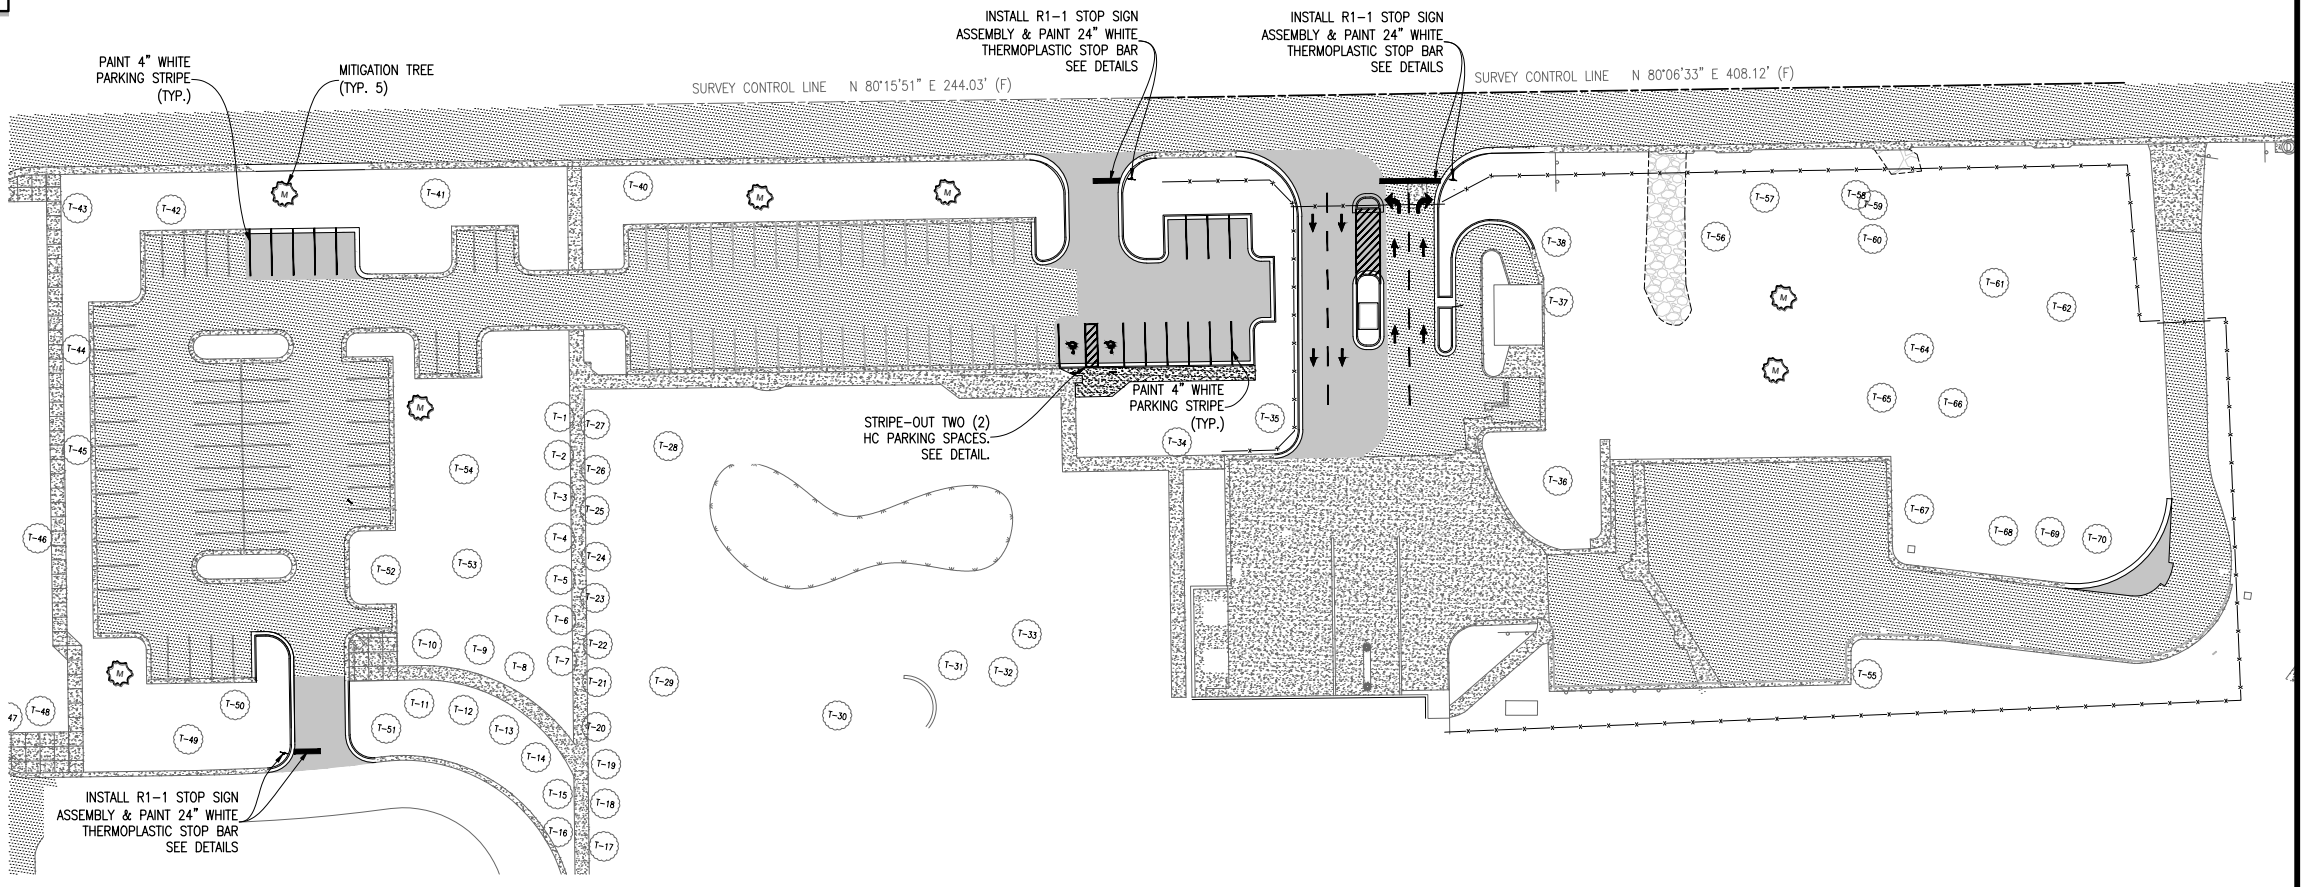 INSTALL R1-1 STOP SIGN
ASSEMBLY & PAINT 24" WHITE
THERMOPLASTIC STOP BAR
SEE DETAILS
INSTALL R1-1 STOP SIGN
ASSEMBLY & PAINT 24" WHITE
THERMOPLASTIC STOP BAR
SEE DETAILS
PAINT 4" WHITE
PARKING STRIPE
(TYP.)
MITIGATION TREE
(TYP. 5)
SURVEY CONTROL LINE N 80°15'51" E 244.03' (F)
SURVEY CONTROL LINE N 80°06'33" E 408.12' (F)
T-43
T-42
M
T-41
T-40
M
M
T-57
T-58
T-59
T-56
T-60
T-38
T-37
M
T-61
T-62
T-44
T-64
M
T-65
T-66
M
T-1
T-27
T-35
T-34
PAINT 4" WHITE
PARKING STRIPE
(TYP.)
STRIPE-OUT TWO (2)
HC PARKING SPACES.
SEE DETAIL.
T-28
T-45
T-2
T-54
T-26
T-36
T-3
T-25
T-67
T-46
T-4
T-24
T-68
T-69
T-70
T-52
T-53
T-5
T-23
T-6
T-33
T-10
T-9
T-8
T-7
T-22
T-31
T-32
M
T-21
T-29
T-55
47
T-48
T-50
T-11
T-12
T-30
T-49
T-51
T-13
T-20
T-14
T-19
T-15
T-18
T-16
T-17
INSTALL R1-1 STOP SIGN
ASSEMBLY & PAINT 24" WHITE
THERMOPLASTIC STOP BAR
SEE DETAILS